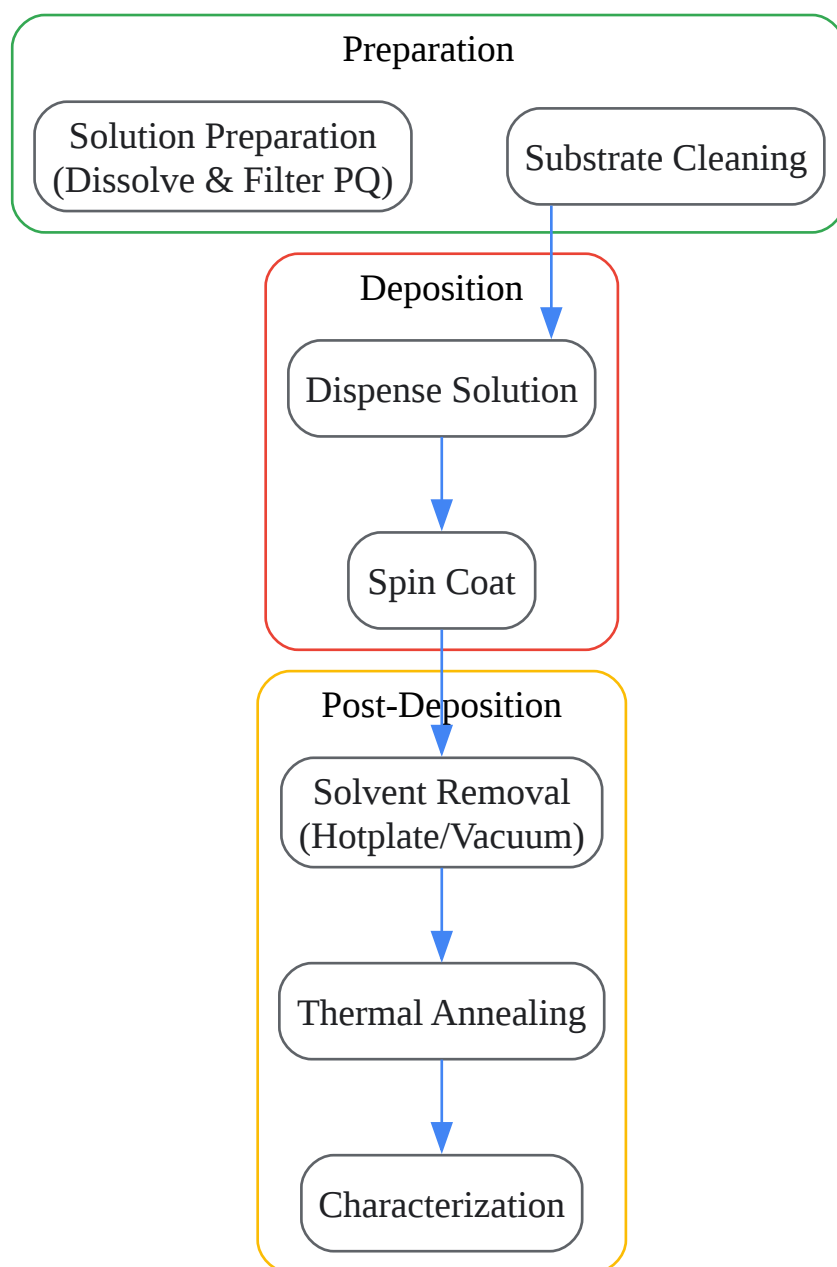 Preparation
Solution Preparation
(Dissolve & Filter PQ)
Substrate Cleaning
Deposition
Dispense Solution
Spin Coat
Post-Deposition
Solvent Removal
(Hotplate/Vacuum)
Thermal Annealing
Characterization